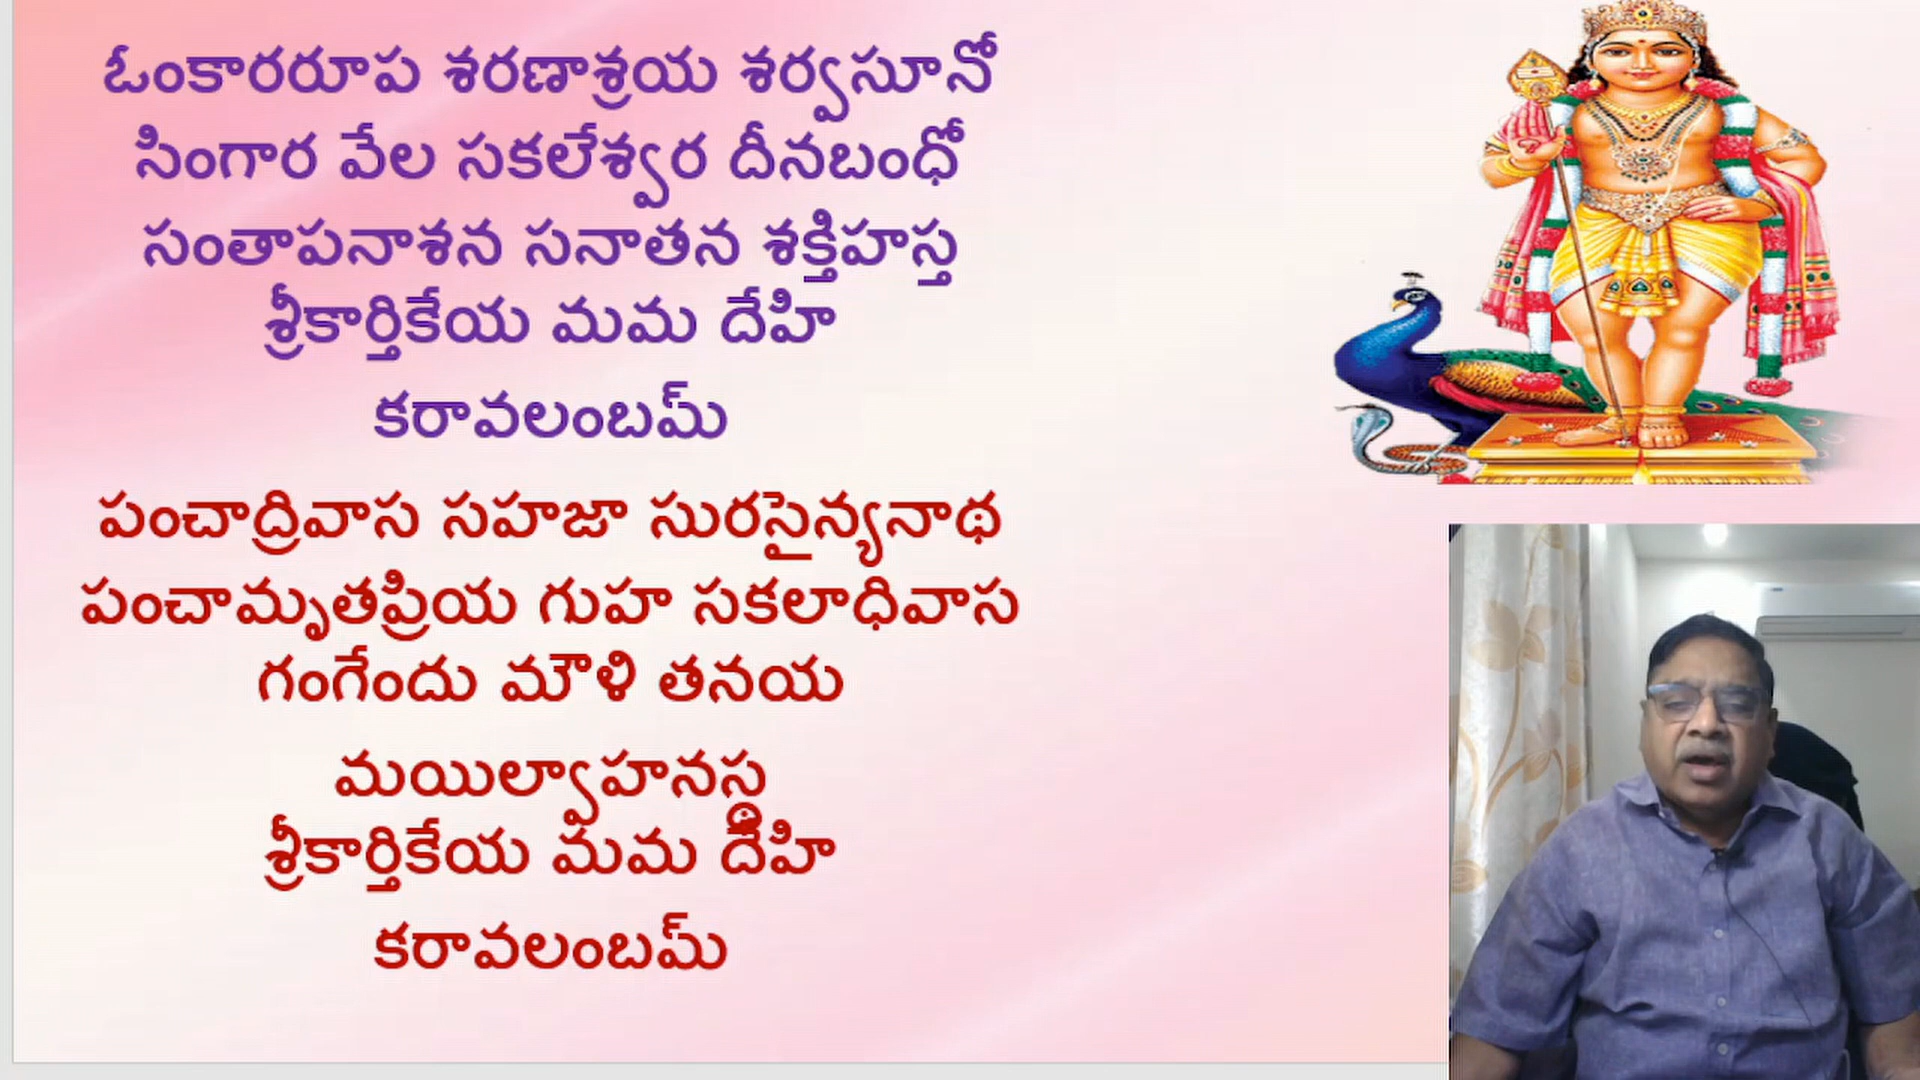 ఓంకారరూప శరణాశ్రయ శర్వసూనో
సింగార వేల సకలేశ్వర దీనబంధో
సంతాపనాశన సనాతన శక్తిహస్త
శ్రీకార్తికేయ మమ దేహి
కరావలంబమ్
పంచాద్రివాస సహజా సురసైన్యనాథ
పంచామృతప్రియ గుహ సకలాధివాస
గంగేందు మౌళి తనయ
మయిల్వాహనస్థ
శ్రీకార్తికేయ మమ దేహి
కరావలంబమ్